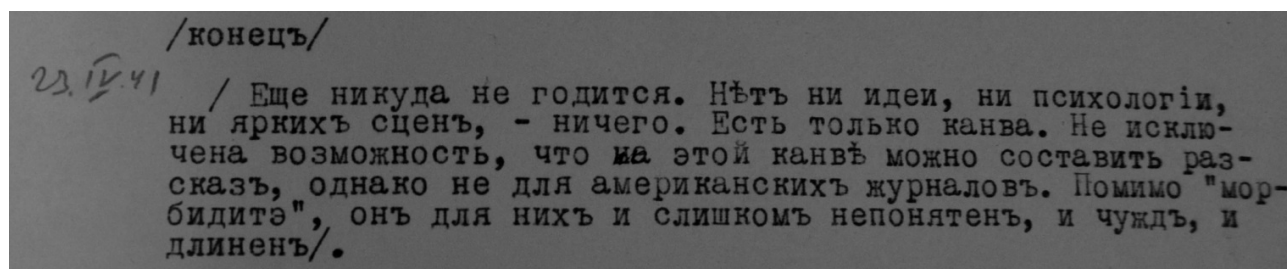 /конецъ/
23.IV.41
/ Еще никуда не годится. Нѣтъ ни идеи, ни психологіи,
ни яркихъ сценъ, - ничего. Есть только канва. Не исклю-
чена возможность, что на этой канвѣ можно составить раз-
сказъ, однако не для американскихъ журналовъ. Помимо "мор-
бидитэ", онъ для нихъ и слишкомъ непонятенъ, и чуждъ, и
длиненъ/.